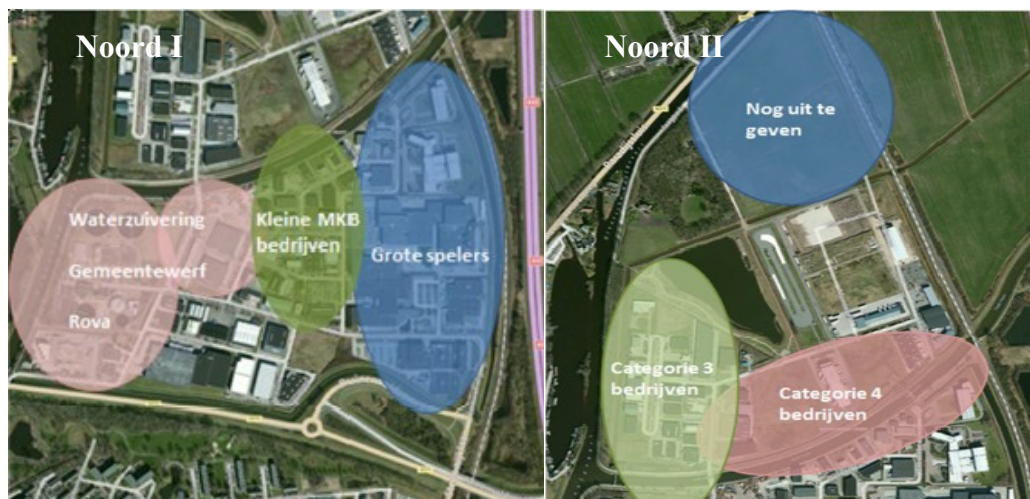 Noord I
Waterzuivering
Gemeentewerf
Rova
Kleine MKB
bedrijven
Grote spelers
Noord II
Nog uit te
geven
Categorie 3
bedrijven
Categorie 4
bedrijven